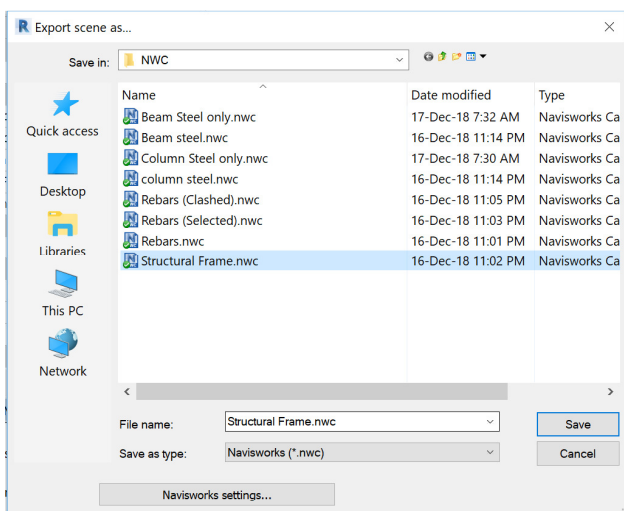 Export scene as...
Save in: NWC
Name Date modified Type
Quick access
Desktop
Libraries
This PC
Network
Beam Steel only.nwc 17-Dec-18 7:32 AM Navisworks Ca
Beam steel.nwc 16-Dec-18 11:14 PM Navisworks Ca
Column Steel only.nwc 17-Dec-18 7:30 AM Navisworks Ca
column steel.nwc 16-Dec-18 11:14 PM Navisworks Ca
Rebars (Clashed).nwc 16-Dec-18 11:05 PM Navisworks Ca
Rebars (Selected).nwc 16-Dec-18 11:03 PM Navisworks Ca
Rebars.nwc 16-Dec-18 11:01 PM Navisworks Ca
Structural Frame.nwc 16-Dec-18 11:02 PM Navisworks Ca
File name: Structural Frame.nwc Save
Save as type: Navisworks (*.nwc) Cancel
Navisworks settings...